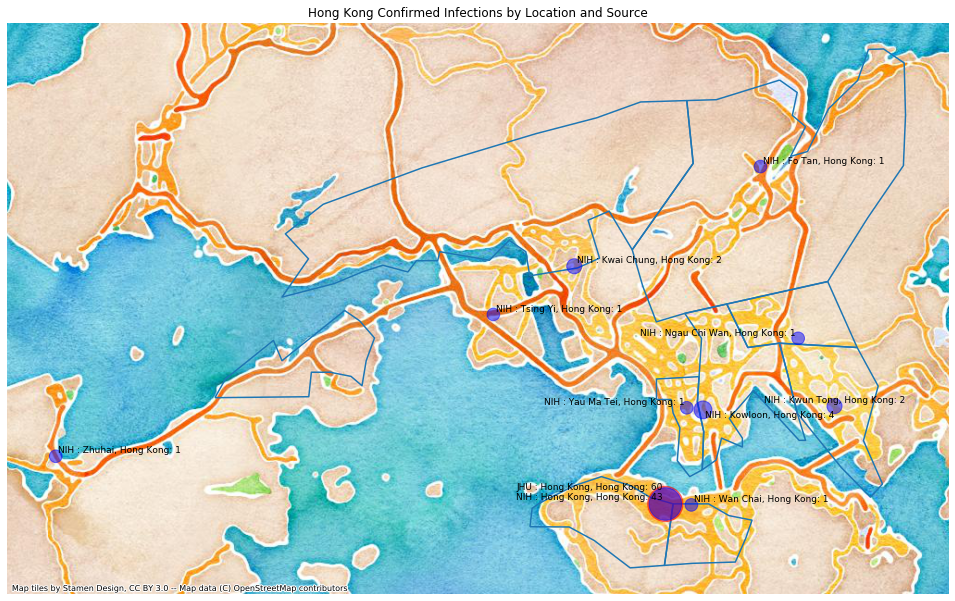 Hong Kong Confirmed Infections by Location and Source
NIH : Fo Tan, Hong Kong: 1
NIH : Kwai Chung, Hong Kong: 2
NIH : Tsing Yi, Hong Kong: 1
NIH : Ngau Chi Wan, Hong Kong: 1
NIH : Yau Ma Tei, Hong Kong: 1
NIH : Kwun Tong, Hong Kong: 2
NIH : Kowloon, Hong Kong: 4
NIH : Zhuhai, Hong Kong: 1
JHU : Hong Kong, Hong Kong: 60
NIH : Hong Kong, Hong Kong: 43
NIH : Wan Chai, Hong Kong: 1
Map tiles by Stamen Design, CC BY 3.0 -- Map data (C) OpenStreetMap contributors